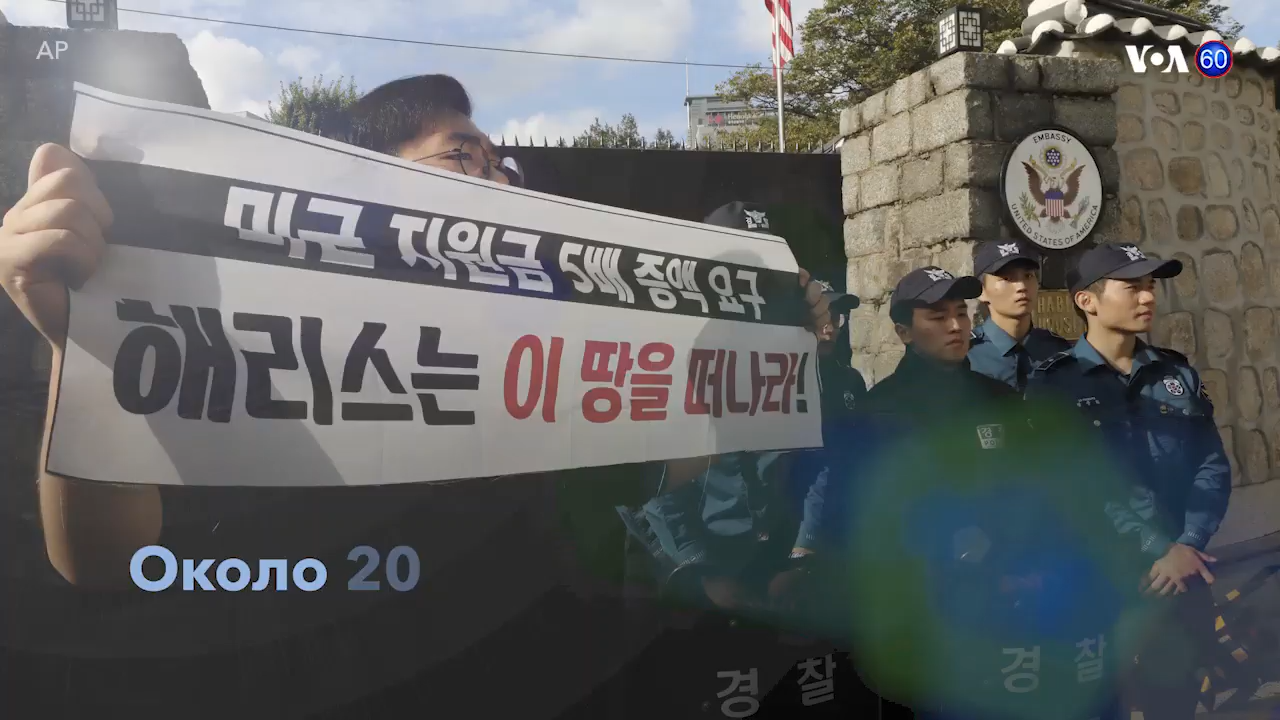 AP
VOA 60
EMBASSY
UNITED STATES OF AMERICA
미군 지원금 5배 증액 요구
해리스는 이 땅을 떠나라!
HABIB
Около 20
경찰
경찰